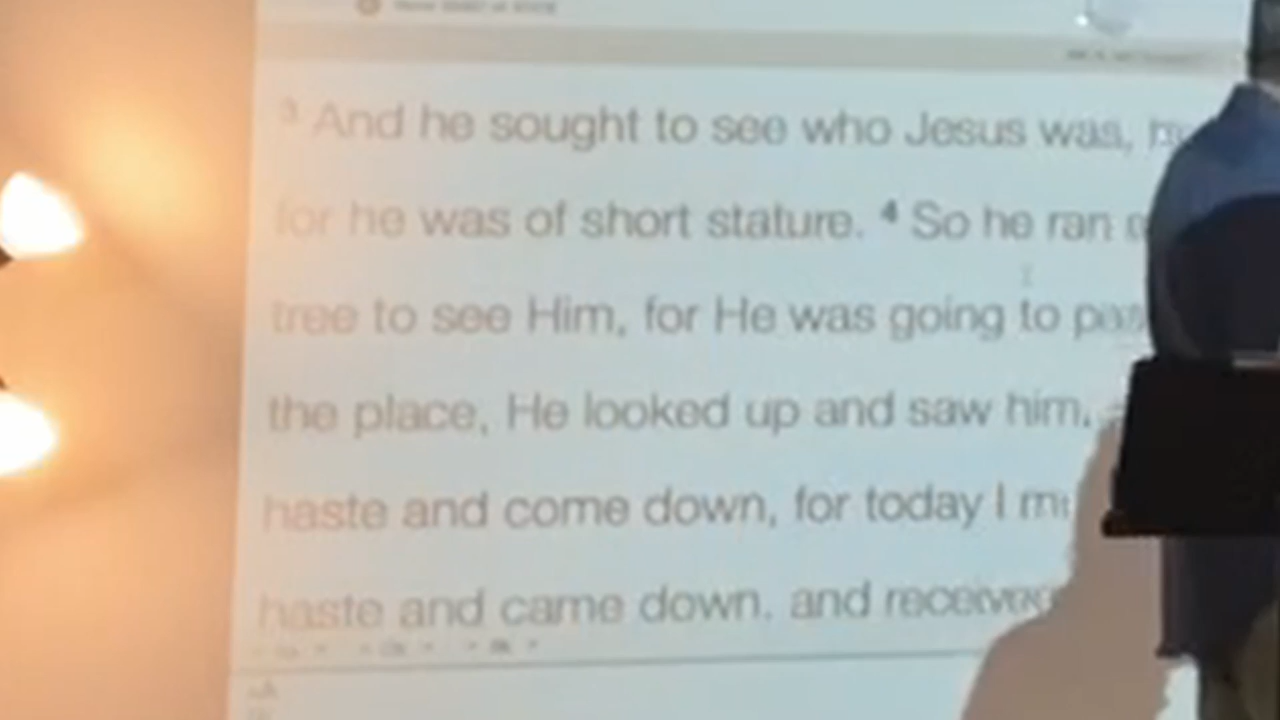 3 And he sought to see who Jesus was,
for he was of short stature. 4 So he ran
tree to see Him, for He was going to
the place, He looked up and saw him,
haste and come down, for today I
haste and came down. and